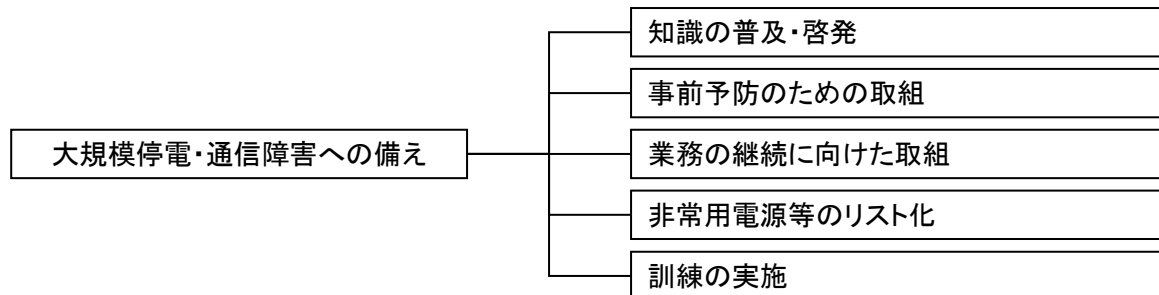 知識の普及・啓発
事前予防のための取組
大規模停電・通信障害への備え
業務の継続に向けた取組
非常用電源等のリスト化
訓練の実施